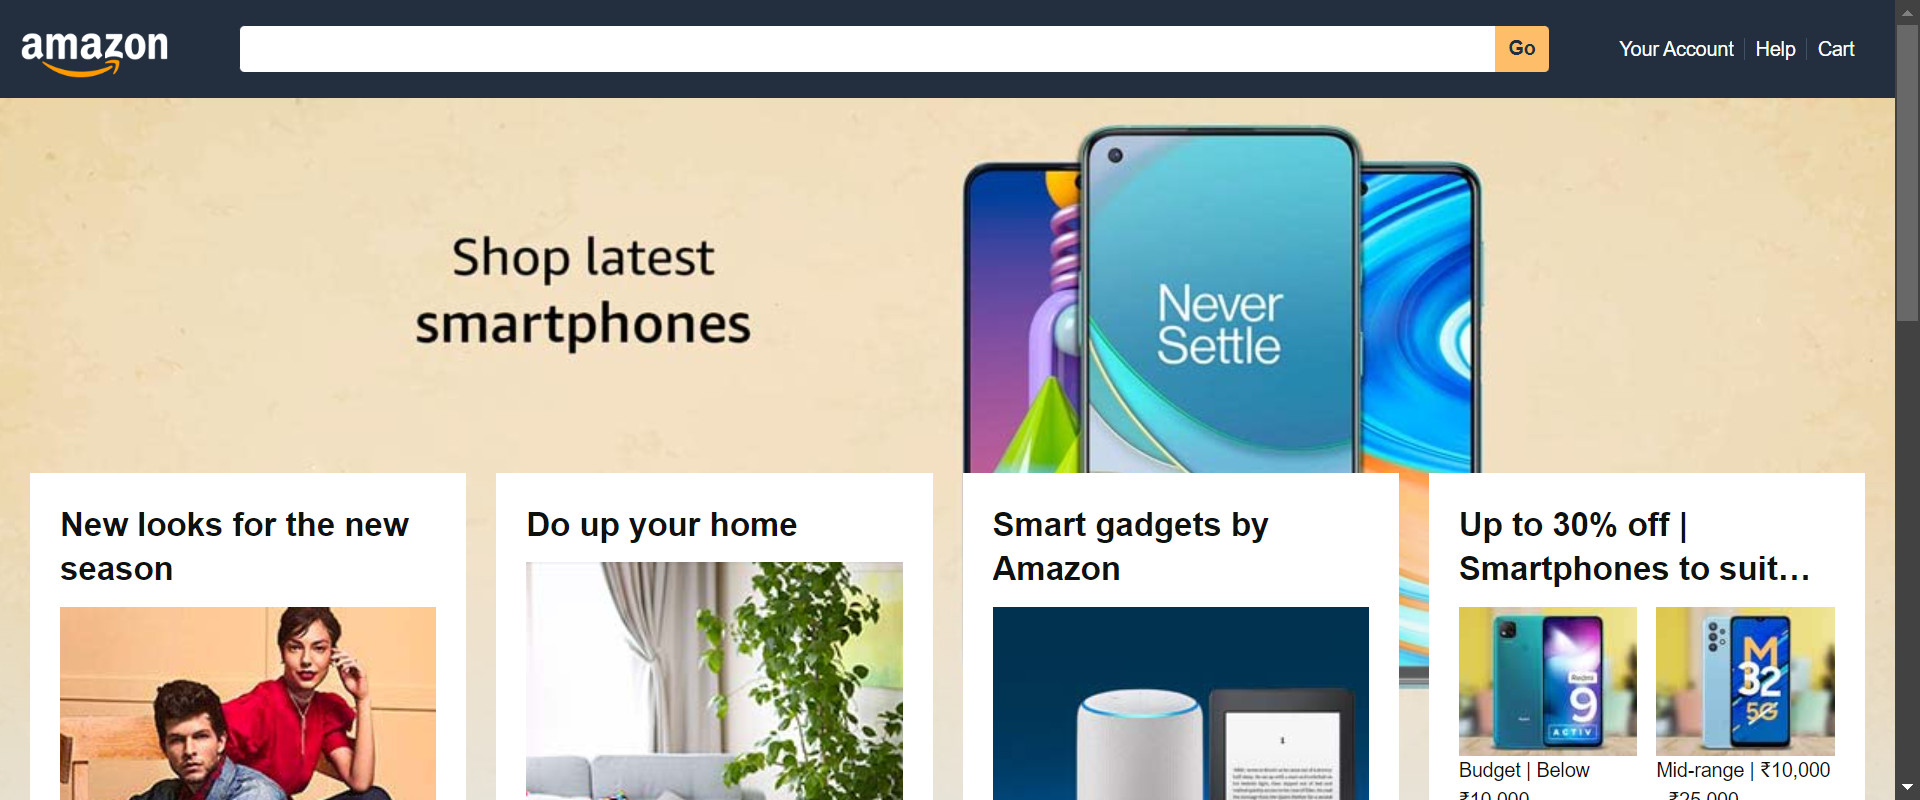 amazon
Go
Your Account
Help
Cart
Shop latest
smartphones
Never
Settle
New looks for the new
season
Do up your home
Smart gadgets by
Amazon
Up to 30% off |
Smartphones to suit…
Redmi
9
ACTIV
M
32
5G
Budget | Below
₹10,000
Mid-range | ₹10,000
- ₹25,000